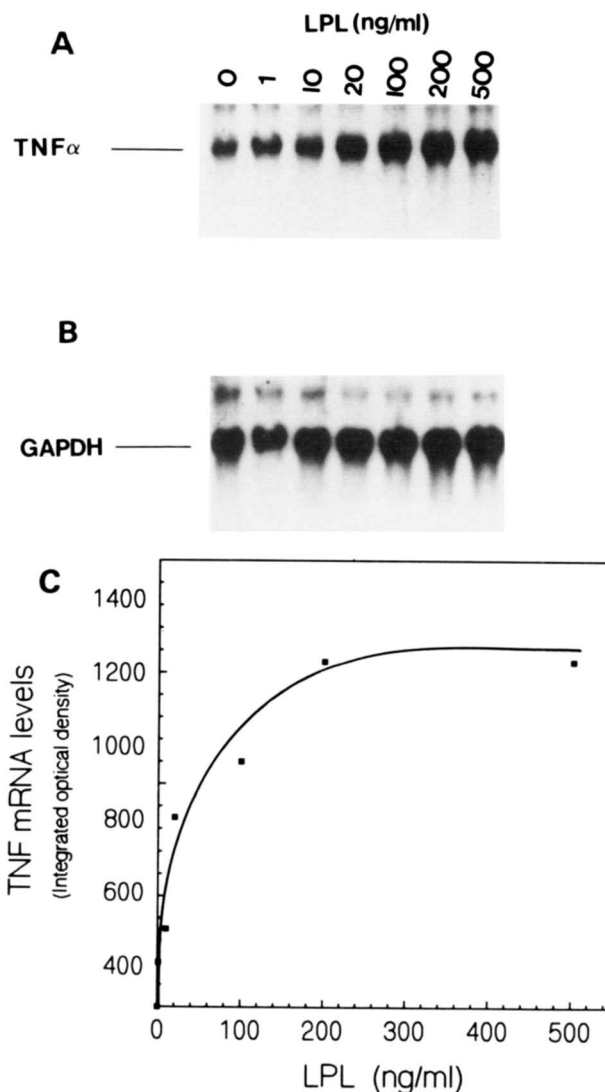 A
LPL (ng/ml)
0 1 10 20 100 200 500
TNFα
B
GAPDH
C
1400
1200
1000
800
600
400
TNF mRNA levels
(Integrated optical density)
0 100 200 300 400 500
LPL (ng/ml)